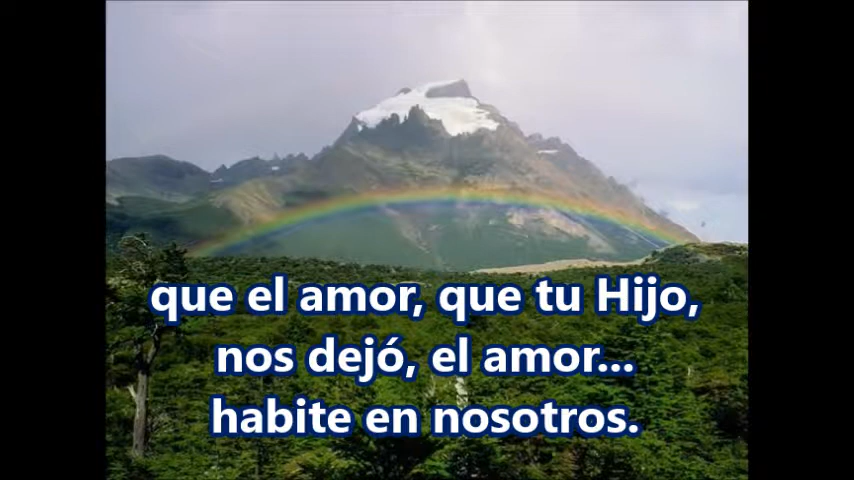 que el amor, que tu Hijo,
nos dejó, el amor...
habite en nosotros.